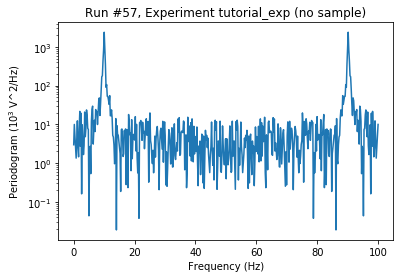 Run #57, Experiment tutorial_exp (no sample)
Periodogram (10³ V^2/Hz)
10³
10²
10¹
10⁰
10⁻¹
0 20 40 60 80 100
Frequency (Hz)